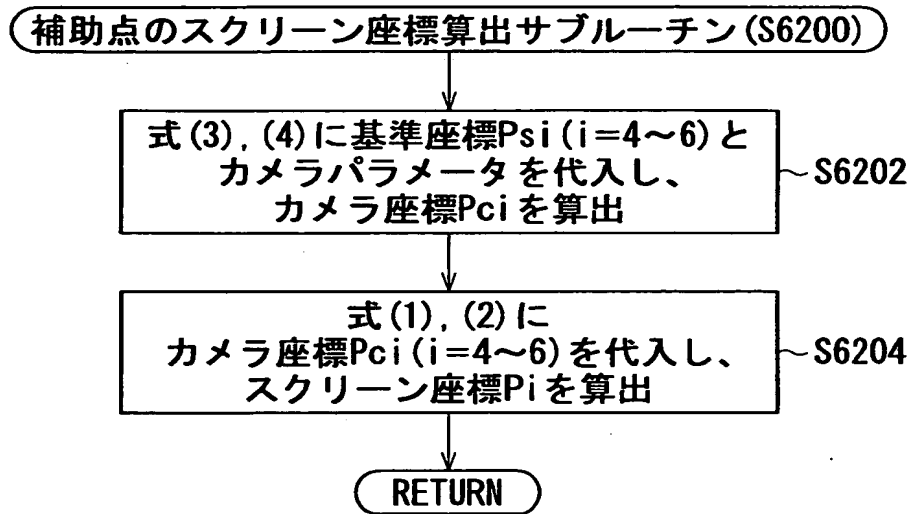 補助点のスクリーン座標算出サブルーチン(S6200)
式(3), (4)に基準座標Psi(i=4~6)と
カメラパラメータを代入し、
カメラ座標Pciを算出
~S6202
式(1), (2)に
カメラ座標Pci(i=4~6)を代入し、
スクリーン座標Piを算出
~S6204
RETURN